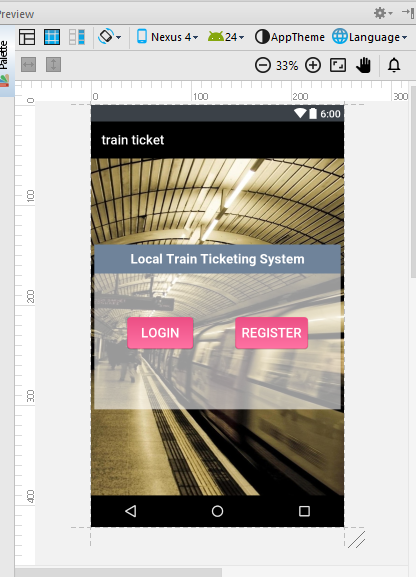 Preview
Palette
Nexus 4
24
AppTheme
Language
33%
0
100
200
300
0
100
200
300
400
6:00
train ticket
Local Train Ticketing System
LOGIN
REGISTER